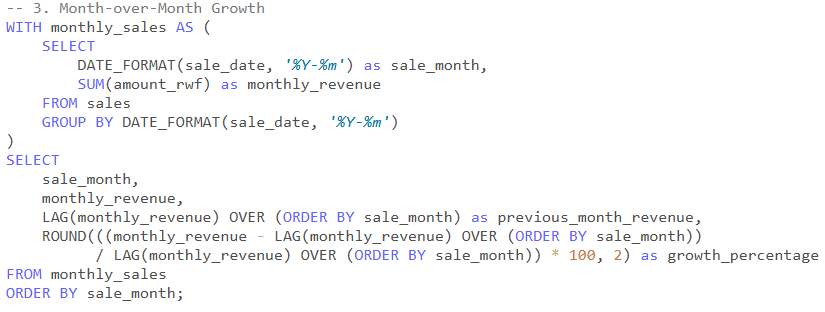 -- 3. Month-over-Month Growth
WITH monthly_sales AS (
    SELECT
        DATE_FORMAT(sale_date, '%Y-%m') as sale_month,
        SUM(amount_rwf) as monthly_revenue
    FROM sales
    GROUP BY DATE_FORMAT(sale_date, '%Y-%m')
)
SELECT
    sale_month,
    monthly_revenue,
    LAG(monthly_revenue) OVER (ORDER BY sale_month) as previous_month_revenue,
    ROUND(((monthly_revenue - LAG(monthly_revenue) OVER (ORDER BY sale_month))
          / LAG(monthly_revenue) OVER (ORDER BY sale_month)) * 100, 2) as growth_percentage
FROM monthly_sales
ORDER BY sale_month;